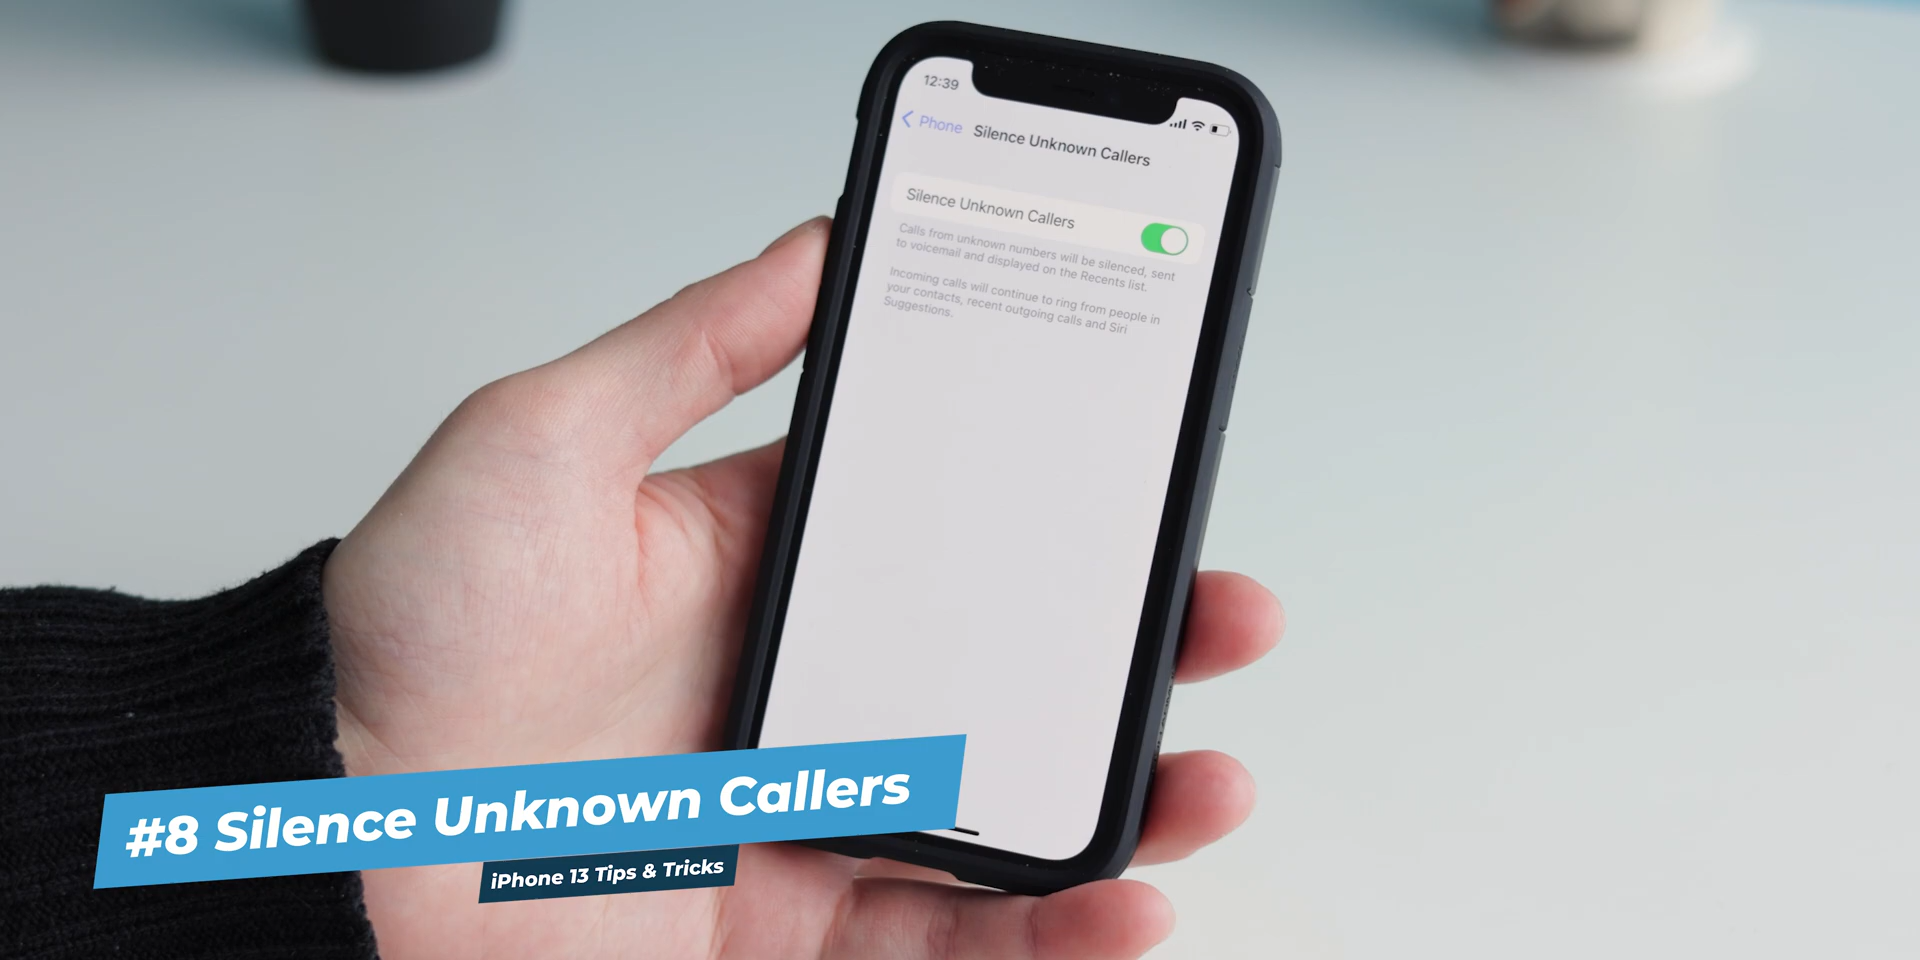 12:39
Phone
Silence Unknown Callers
Silence Unknown Callers
Calls from unknown numbers will be silenced, sent
to voicemail and displayed on the Recents list.
Incoming calls will continue to ring from people in
your contacts, recent outgoing calls and Siri
Suggestions.
#8 Silence Unknown Callers
iPhone 13 Tips & Tricks